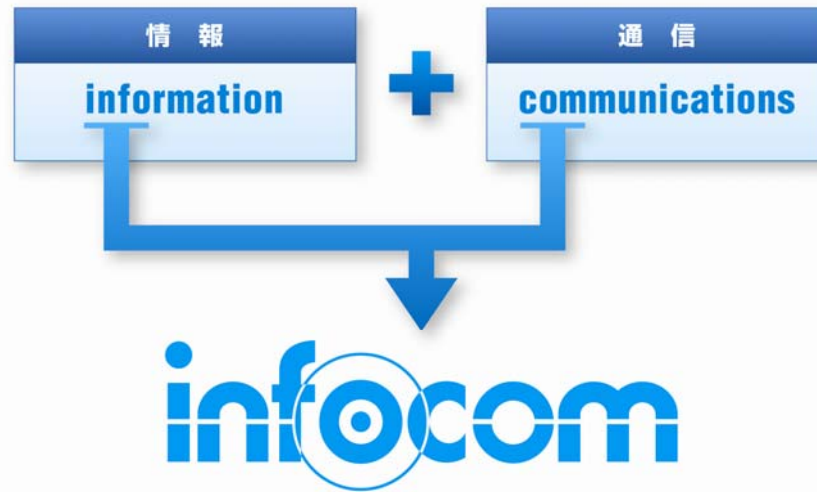 情報
通信
information
communications
infocom